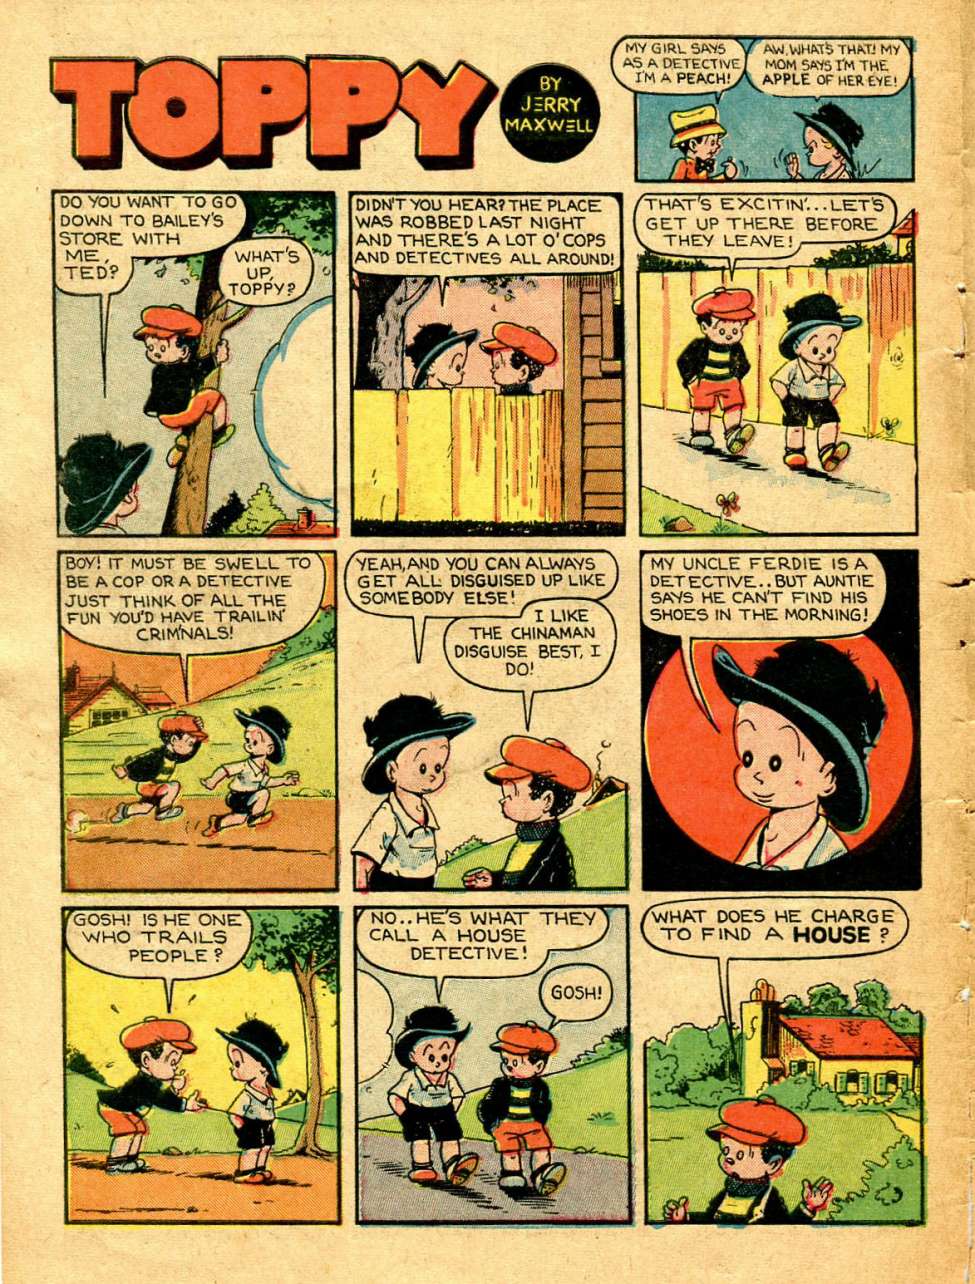 TOPPY
BY
JERRY
MAXWELL
MY GIRL SAYS
AS A DETECTIVE
I'M A PEACH!
AW, WHAT'S THAT! MY
MOM SAYS I'M THE
APPLE OF HER EYE!
DO YOU WANT TO GO
DOWN TO BAILEY'S
STORE WITH
ME,
TED?
WHAT'S
UP,
TOPPY?
DIDN'T YOU HEAR? THE PLACE
WAS ROBBED LAST NIGHT
AND THERE'S A LOT O' COPS
AND DETECTIVES ALL AROUND!
THAT'S EXCITIN'... LET'S
GET UP THERE BEFORE
THEY LEAVE!
BOY! IT MUST BE SWELL TO
BE A COP OR A DETECTIVE
JUST THINK OF ALL THE
FUN YOU'D HAVE TRAILIN'
CRIM'NALS!
YEAH, AND YOU CAN ALWAYS
GET ALL DISGUISED UP LIKE
SOMEBODY ELSE!
I LIKE
THE CHINAMAN
DISGUISE BEST, I
DO!
MY UNCLE FERDIE IS A
DETECTIVE.. BUT AUNTIE
SAYS HE CAN'T FIND HIS
SHOES IN THE MORNING!
GOSH! IS HE ONE
WHO TRAILS
PEOPLE?
NO.. HE'S WHAT THEY
CALL A HOUSE
DETECTIVE!
GOSH!
WHAT DOES HE CHARGE
TO FIND A HOUSE?